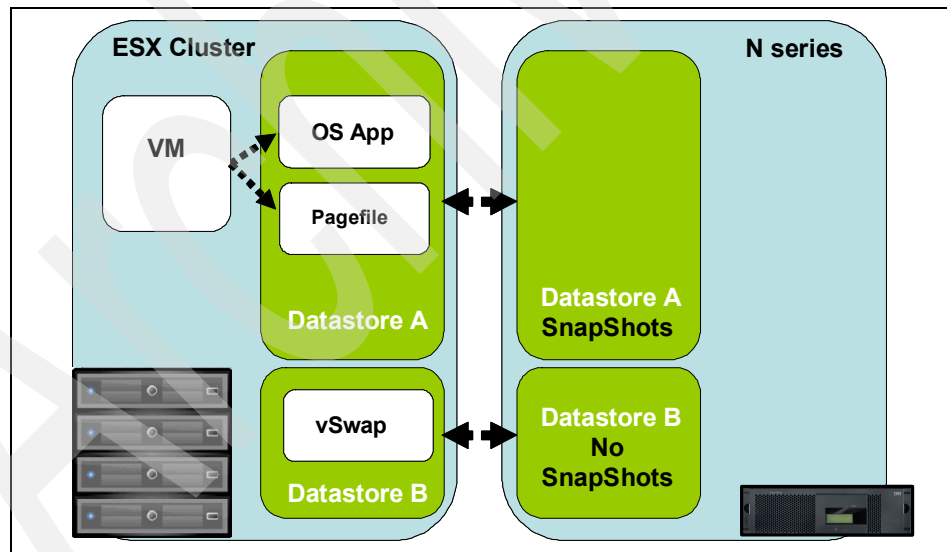 ESX Cluster
N series
VM
OS App
Pagefile
Datastore A
Datastore A
SnapShots
vSwap
Datastore B
Datastore B
No
SnapShots